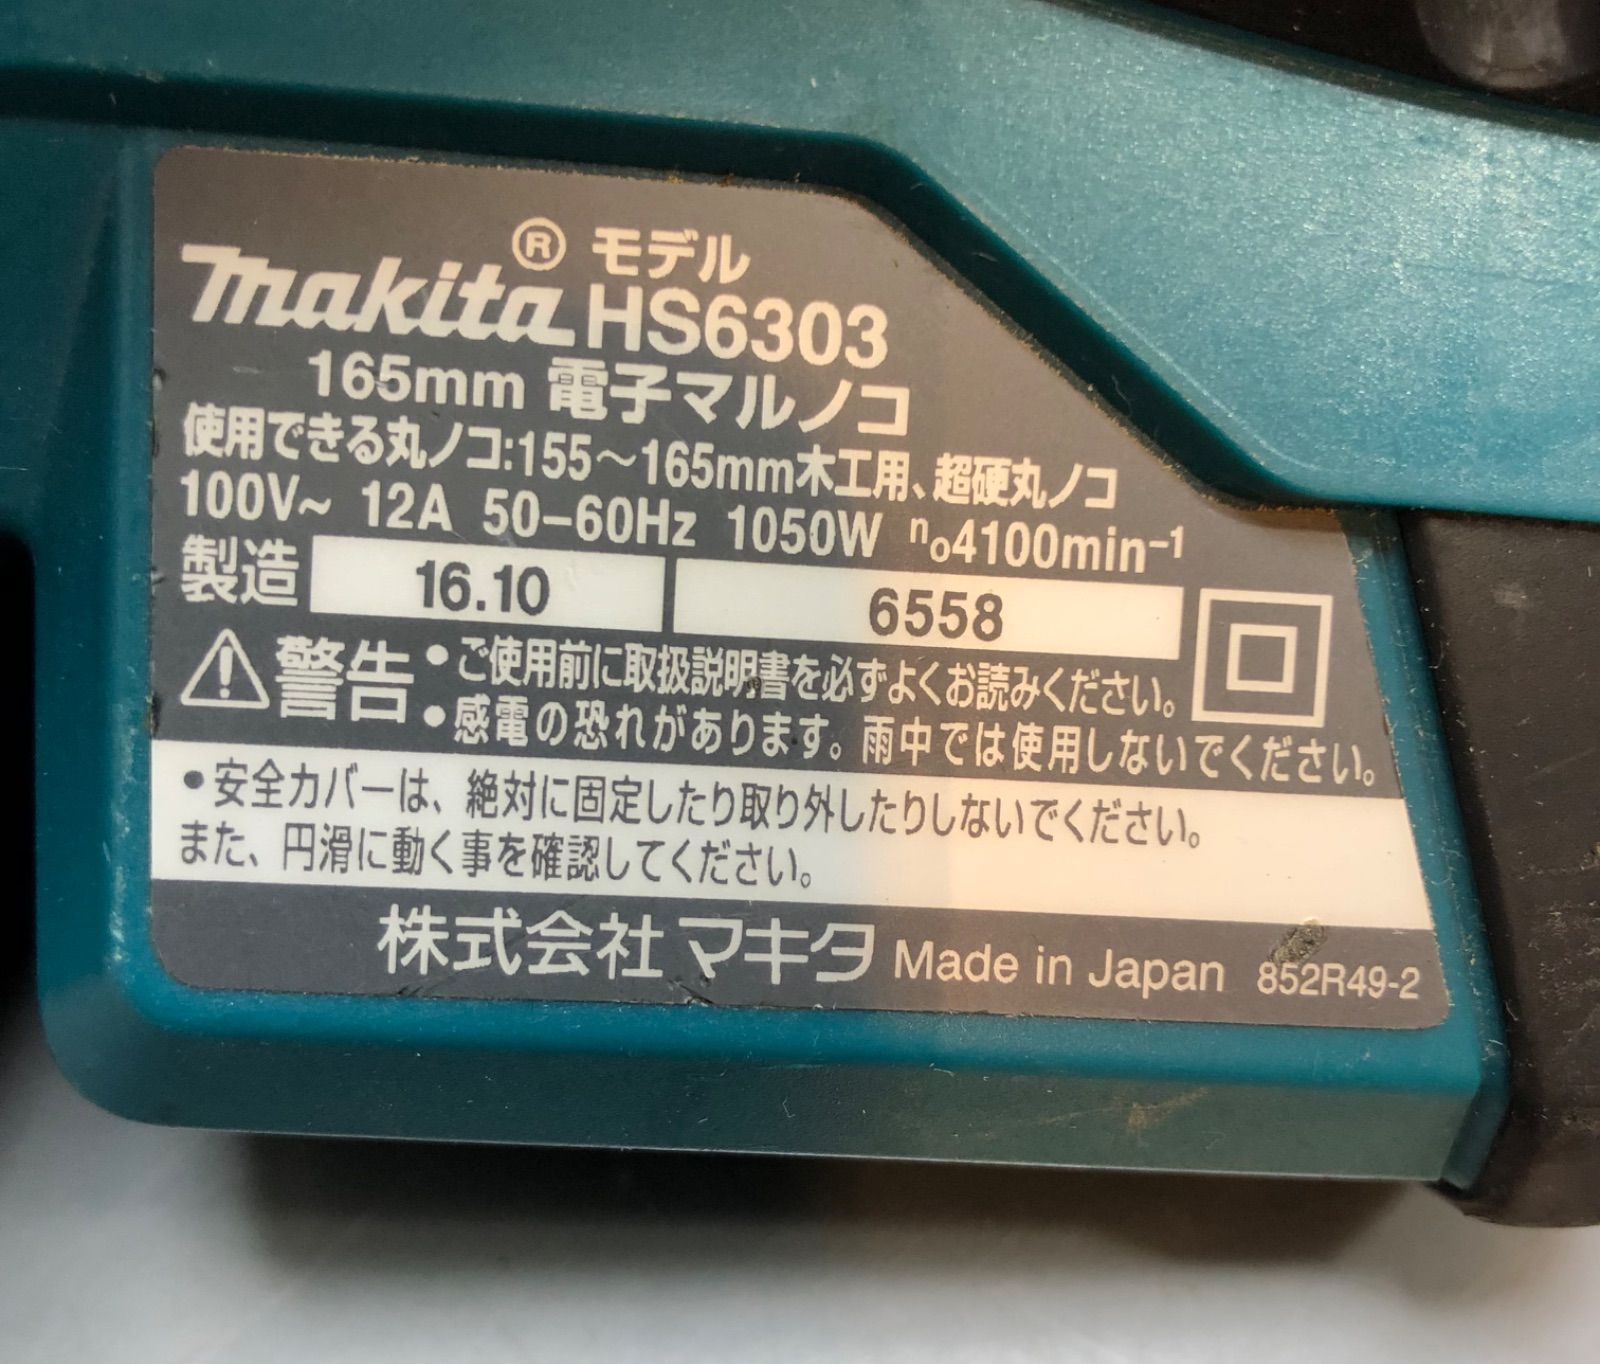 makita® モデル HS6303
165mm 電子マルノコ
使用できる丸ノコ:155～165mm木工用、超硬丸ノコ
100V~ 12A 50-60Hz 1050W n₀4100min⁻¹
製造 16.10 6558
警告 •ご使用前に取扱説明書を必ずよくお読みください。
•感電の恐れがあります。雨中では使用しないでください。
•安全カバーは、絶対に固定したり取り外したりしないでください。
また、円滑に動く事を確認してください。
株式会社マキタ Made in Japan 852R49-2